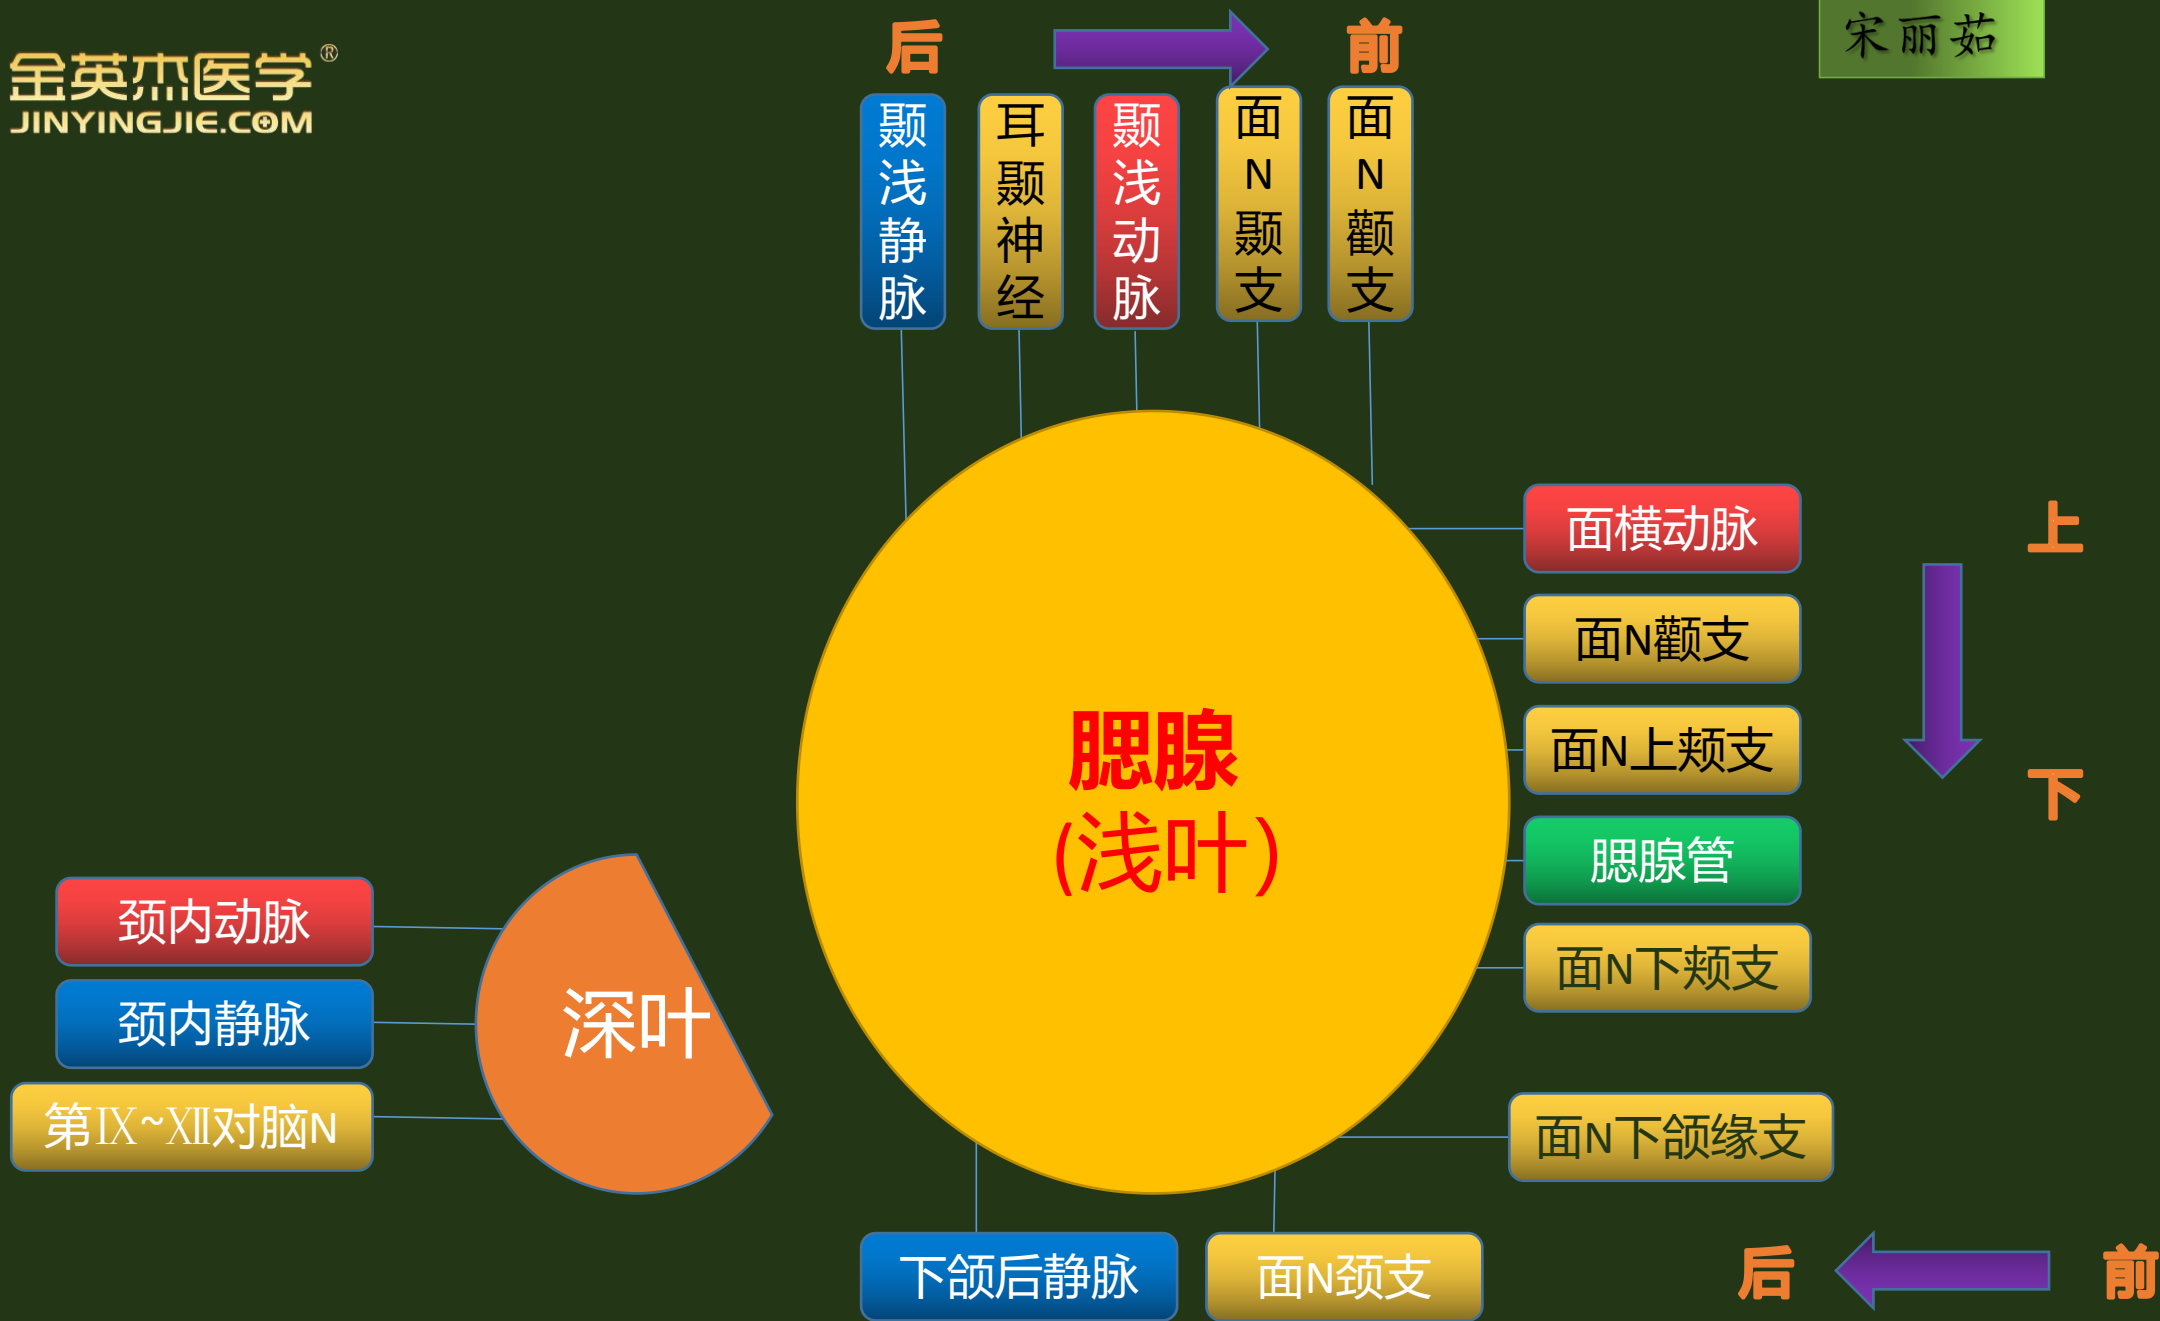 金英杰医学®
JINYINGJIE.COM
后
前
宋丽茹
颞浅静脉
耳颞神经
颞浅动脉
面N颞支
面N颧支
面横动脉
面N颧支
面N上颊支
腮腺管
面N下颊支
上
下
腮腺
(浅叶)
深叶
颈内动脉
颈内静脉
第Ⅸ~Ⅻ对脑N
面N下颌缘支
下颌后静脉
面N颈支
后
前